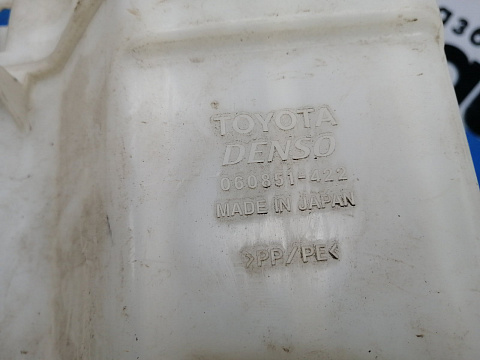 TOYOTA
DENSO
060851-422
MADE IN JAPAN
>PP/PE<